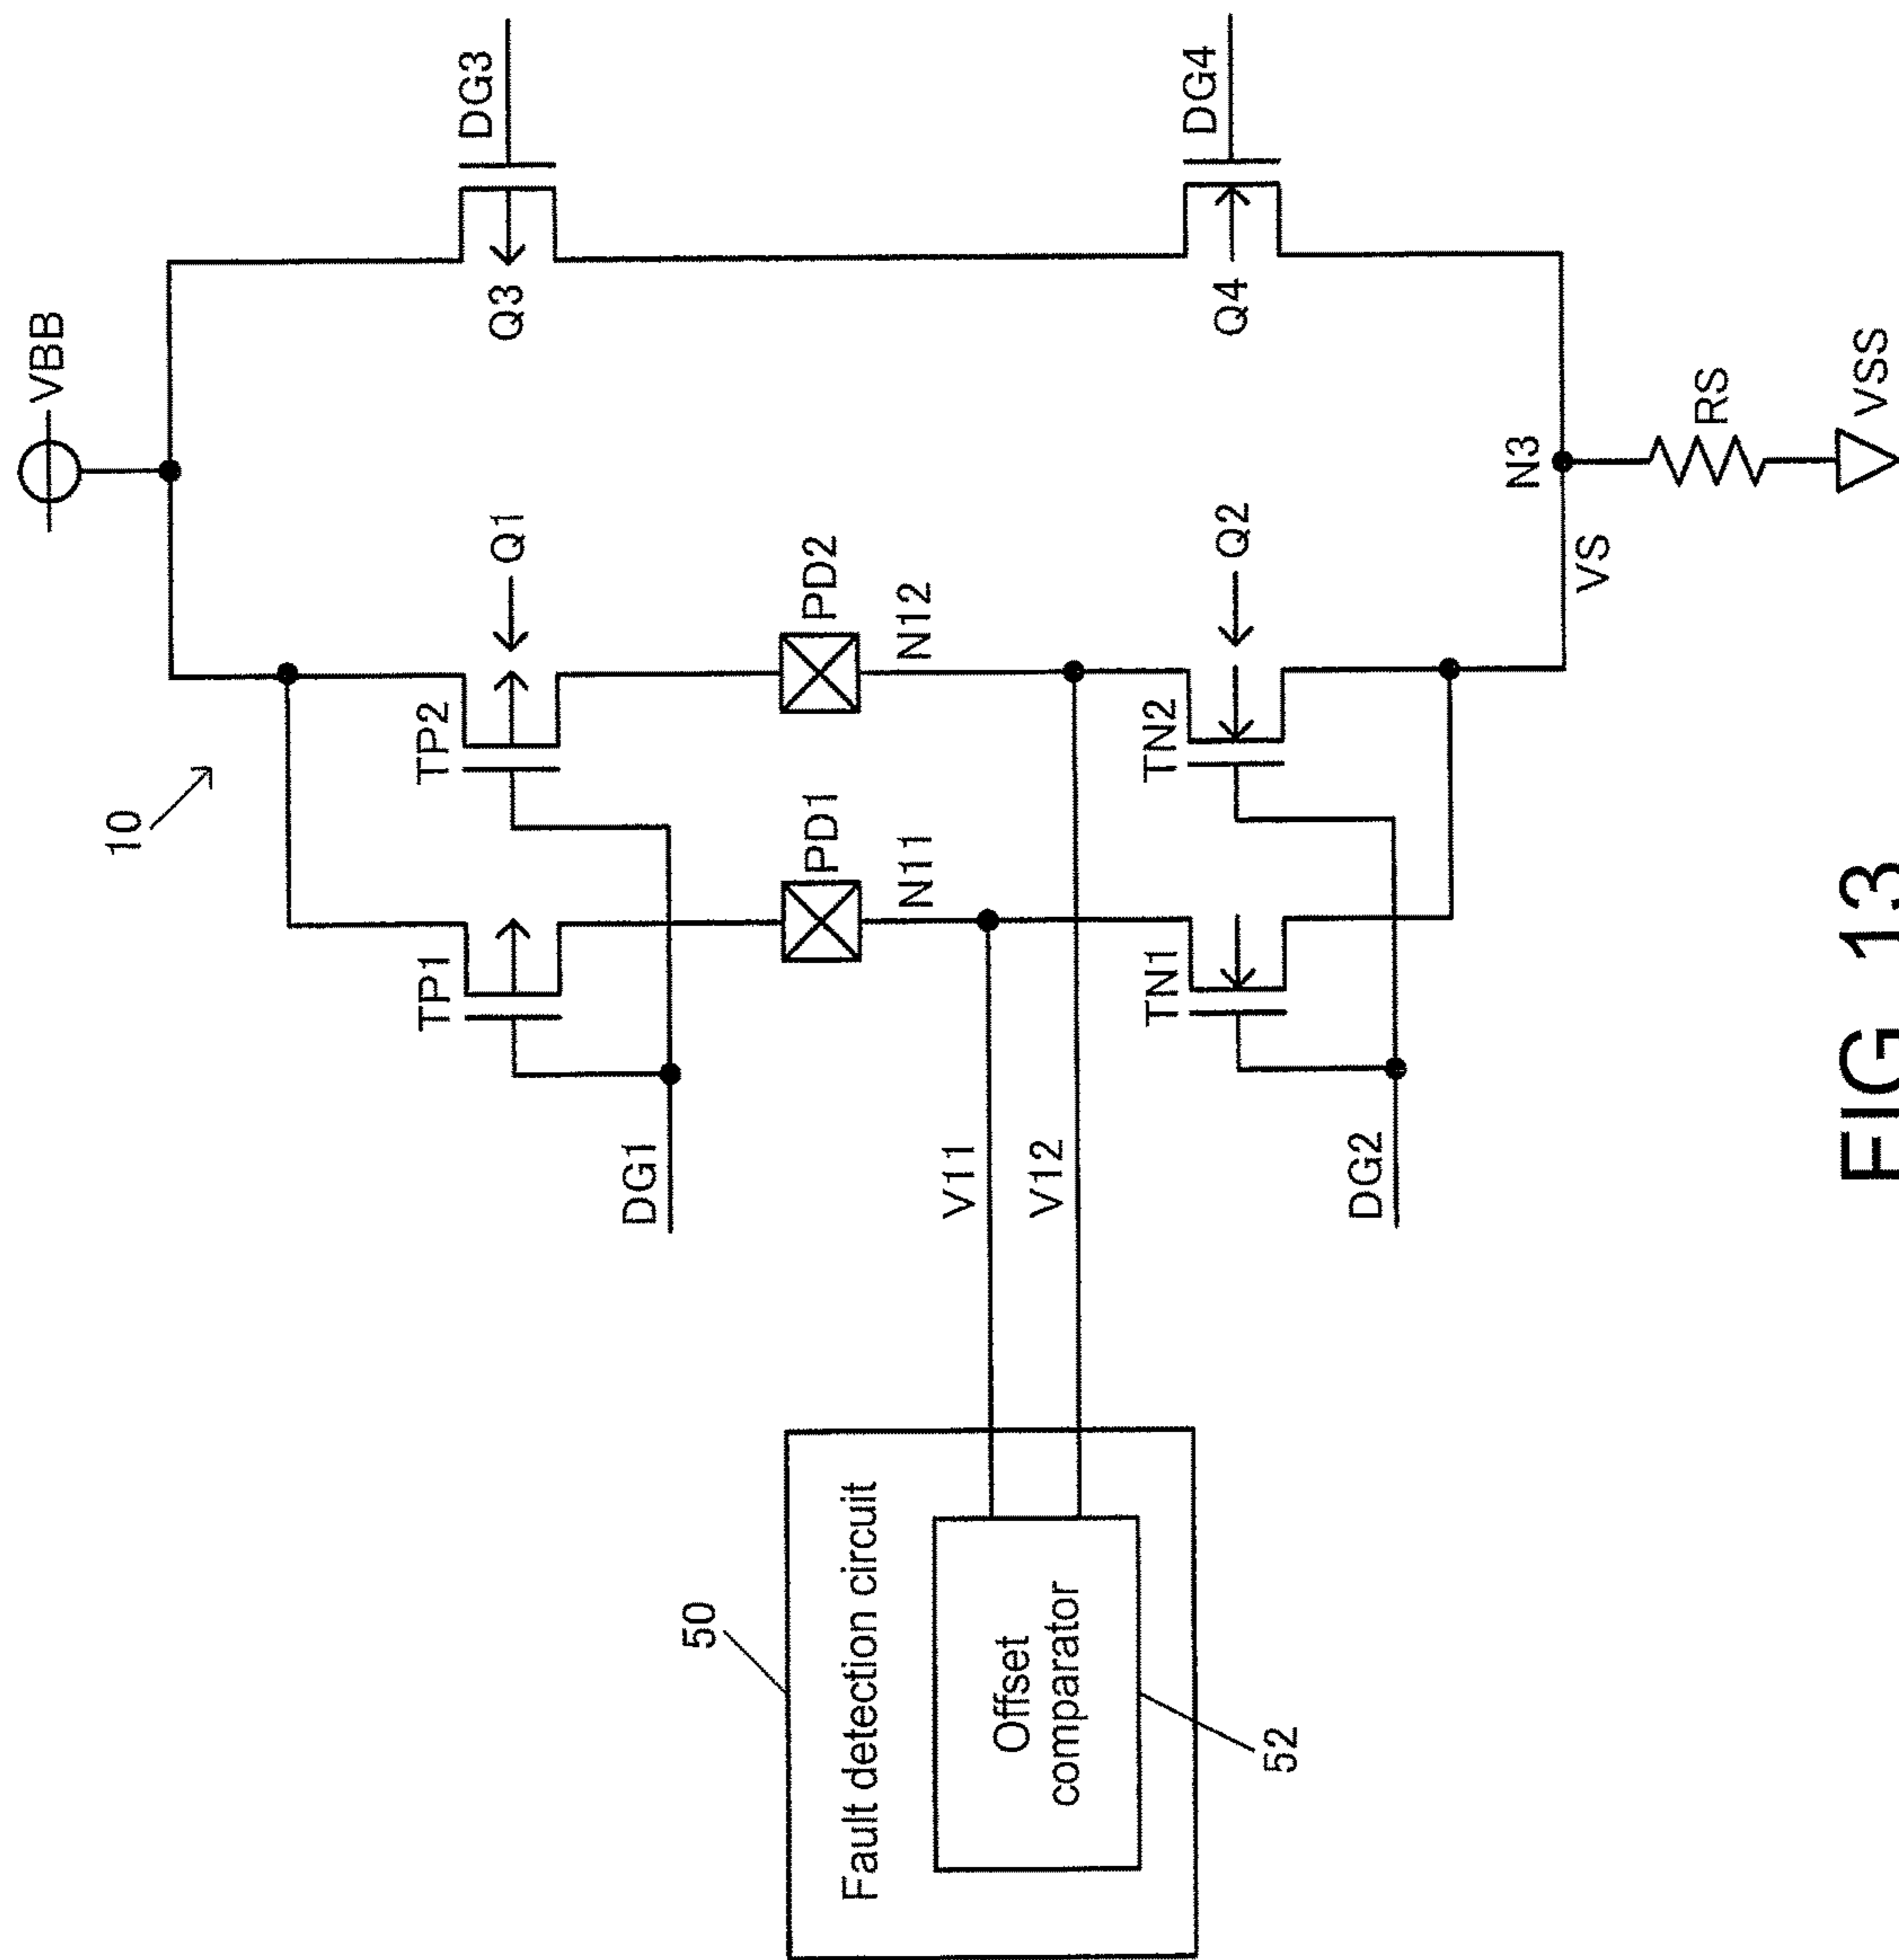 10
VBB
DG3
Q3
Q1
TP2
TP1
DG1
PD2
PD1
N12
N11
V11
V12
50
Fault detection circuit
Offset
comparator
52
DG4
Q4
Q2
TN2
TN1
DG2
N3
VS
RS
VSS
FIG. 13